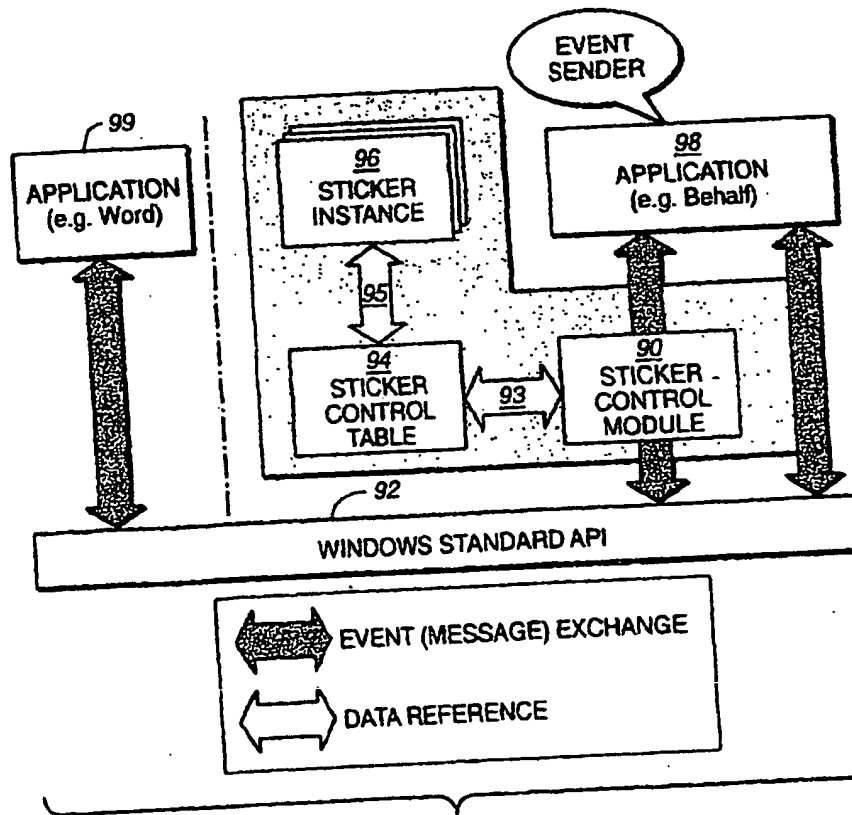 EVENT
SENDER
99
APPLICATION
(e.g. Word)
96
STICKER
INSTANCE
98
APPLICATION
(e.g. Behalf)
95
94
STICKER
CONTROL
TABLE
93
90
STICKER
CONTROL
MODULE
92
WINDOWS STANDARD API
EVENT (MESSAGE) EXCHANGE
DATA REFERENCE